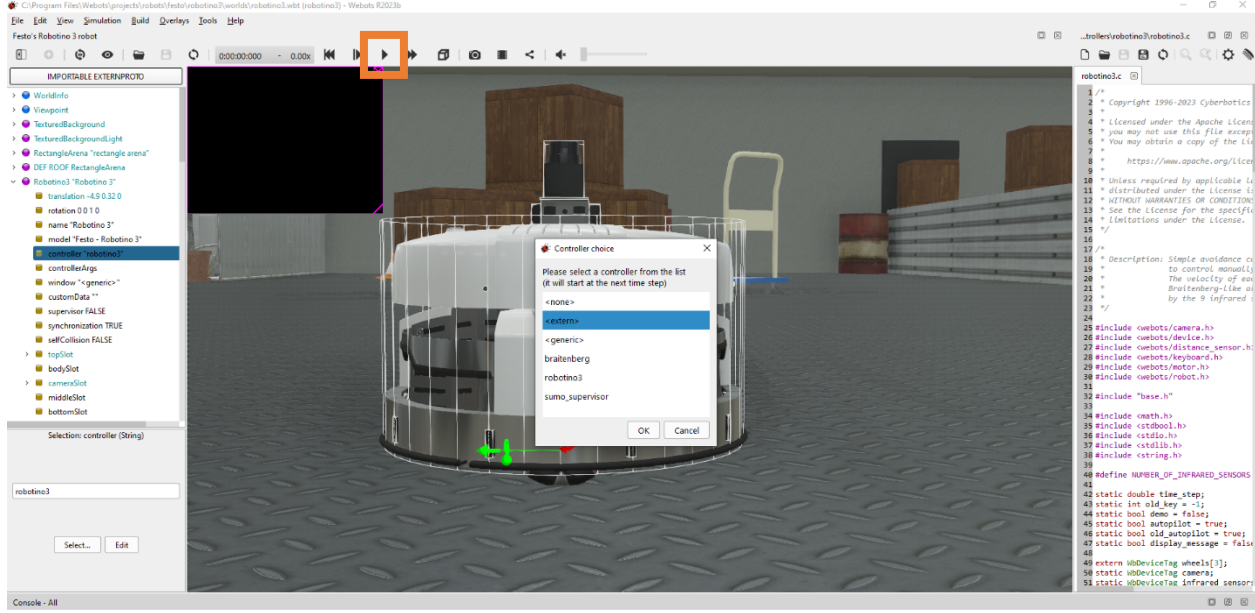 C:\Program Files\Webots\projects\robots\festo\robotino3\worlds\robotino3.wbt (robotino3) - Webots R2023b
File Edit View Simulation Build Overlays Tools Help
Festo's Robotino 3 robot
0:00:00:000 - 0.00x
IMPORTABLE EXTERNPROTO
WorldInfo
Viewpoint
TexturedBackground
TexturedBackgroundLight
RectangleArena "rectangle arena"
DEF ROOF RectangleArena
Robotino3 "Robotino 3"
translation -4.9 0.32 0
rotation 0 0 1 0
name "Robotino 3"
model "Festo - Robotino 3"
controller "robotino3"
controllerArgs
window "<generic>"
customData ""
supervisor FALSE
synchronization TRUE
selfCollision FALSE
topSlot
bodySlot
cameraSlot
middleSlot
bottomSlot
Selection: controller (String)
robotino3
Select... Edit
Console - All
Controller choice
Please select a controller from the list
(it will start at the next time step)
<none>
<extern>
<generic>
braitenberg
robotino3
sumo_supervisor
OK Cancel
...trollers\robotino3\robotino3.c
robotino3.c
1 /*
2 * Copyright 1996-2023 Cyberbotics
3 *
4 * Licensed under the Apache Licens
5 * you may not use this file excep
6 * You may obtain a copy of the Lic
7 *
8 * https://www.apache.org/lice
9 *
10 * Unless required by applicable la
11 * distributed under the License is
12 * WITHOUT WARRANTIES OR CONDITIONS
13 * See the License for the specific
14 * limitations under the License.
15 */
16
17 /*
18 * Description: Simple avoidance co
19 * to control manually
20 * The velocity of eac
21 * Braitenberg-like al
22 * by the 9 infrared s
23 */
24
25 #include <webots/camera.h>
26 #include <webots/device.h>
27 #include <webots/distance_sensor.h>
28 #include <webots/keyboard.h>
29 #include <webots/motor.h>
30 #include <webots/robot.h>
31
32 #include "base.h"
33
34 #include <math.h>
35 #include <stdbool.h>
36 #include <stdio.h>
37 #include <stdlib.h>
38 #include <string.h>
39
40 #define NUMBER_OF_INFRARED_SENSORS
41
42 static double time_step;
43 static int old_key = -1;
44 static bool demo = false;
45 static bool autopilot = true;
46 static bool old_autopilot = true;
47 static bool display_message = false
48
49 extern WbDeviceTag wheels[3];
50 static WbDeviceTag camera;
51 static WbDeviceTag infrared_sensors